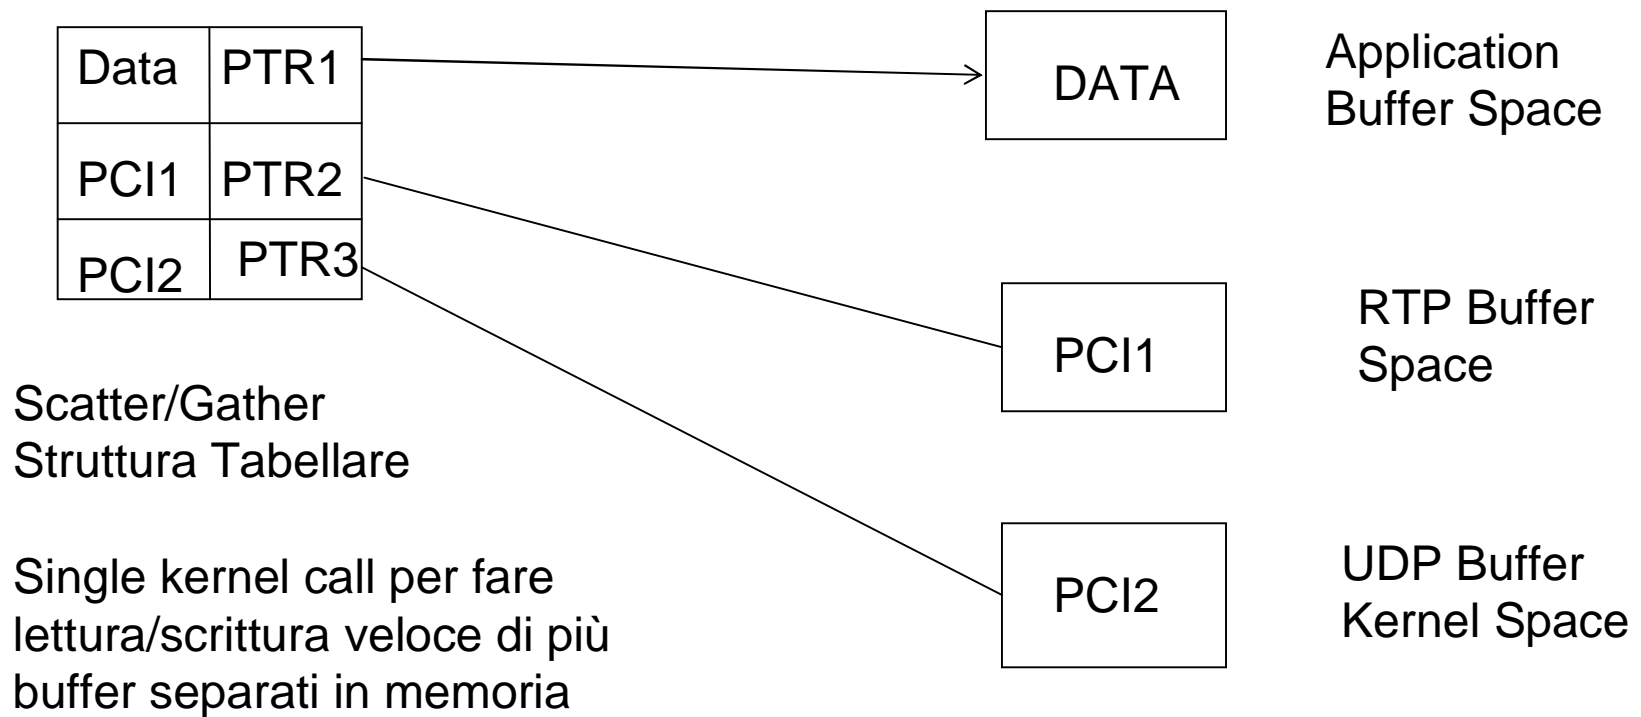 Data PTR1
PCI1 PTR2
PCI2 PTR3
DATA
Application
Buffer Space
PCI1
RTP Buffer
Space
PCI2
UDP Buffer
Kernel Space
Scatter/Gather
Struttura Tabellare
Single kernel call per fare
lettura/scrittura veloce di più
buffer separati in memoria